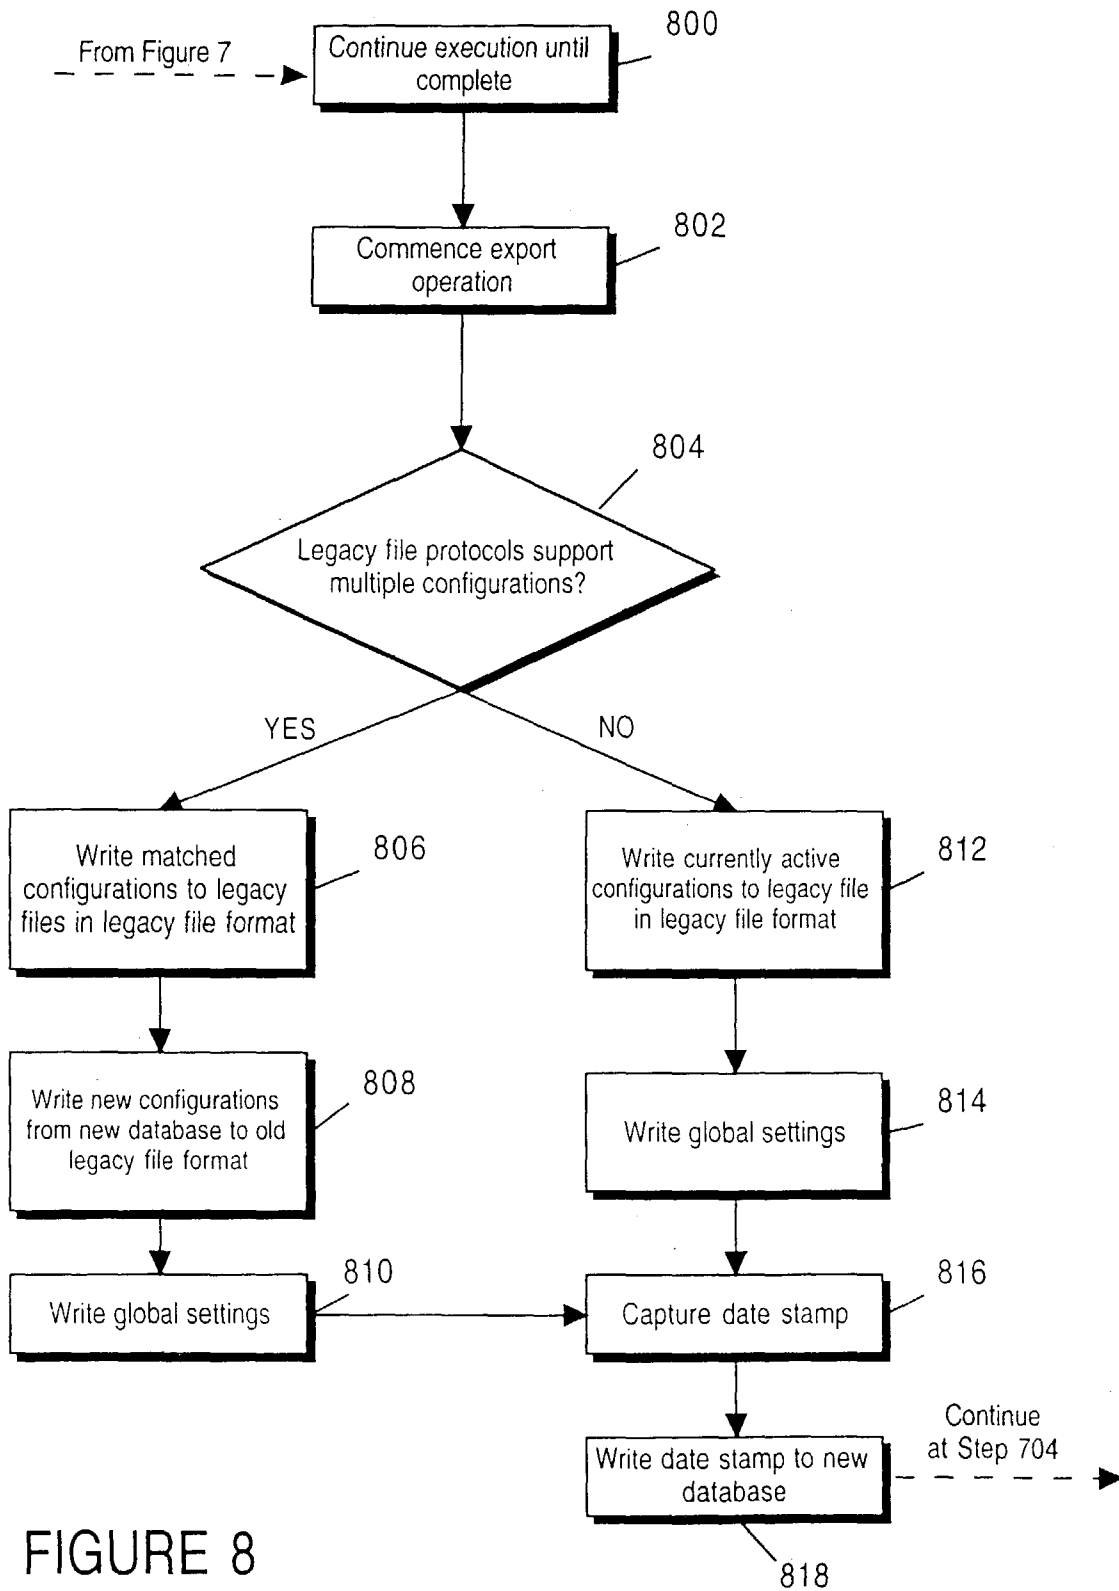 From Figure 7
Continue execution until
complete
800
Commence export
operation
802
804
Legacy file protocols support
multiple configurations?
YES
NO
Write matched
configurations to legacy
files in legacy file format
806
Write currently active
configurations to legacy file
in legacy file format
812
Write new configurations
from new database to old
legacy file format
808
Write global settings
814
Write global settings
810
Capture date stamp
816
Write date stamp to new
database
818
Continue
at Step 704
FIGURE 8